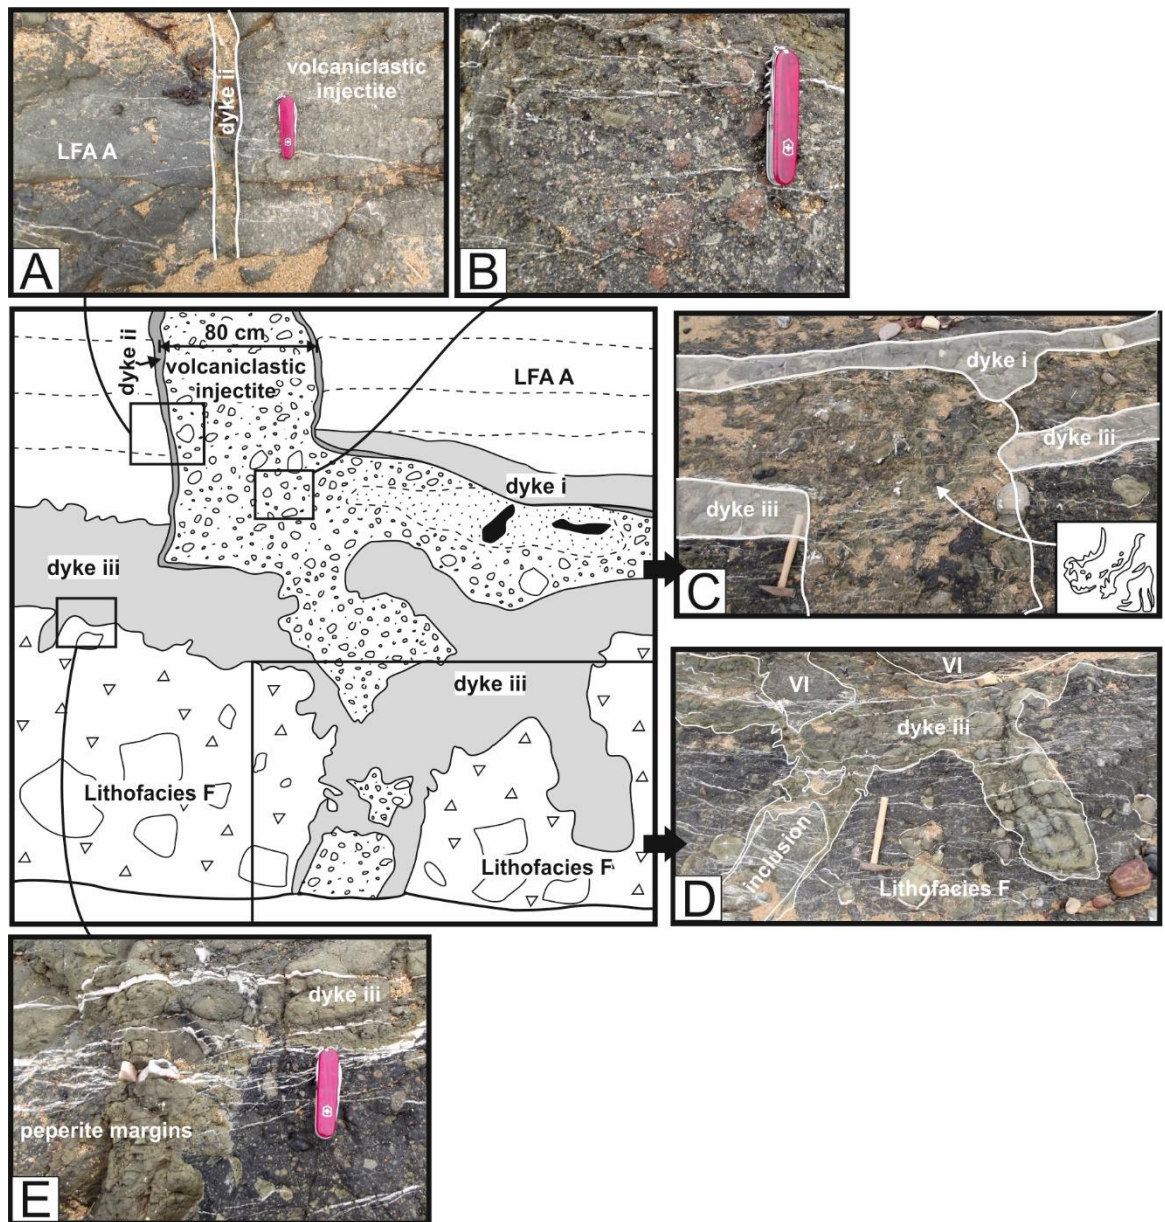 volcaniclastic
injectite
dyke ii
LFA A
A
B
80 cm
dyke ii
volcaniclastic
injectite
LFA A
dyke i
dyke iii
dyke iii
Lithofacies F
Lithofacies F
dyke i
dyke iii
dyke iii
C
VI
VI
dyke iii
inclusion
Lithofacies F
D
dyke iii
peperite margins
E